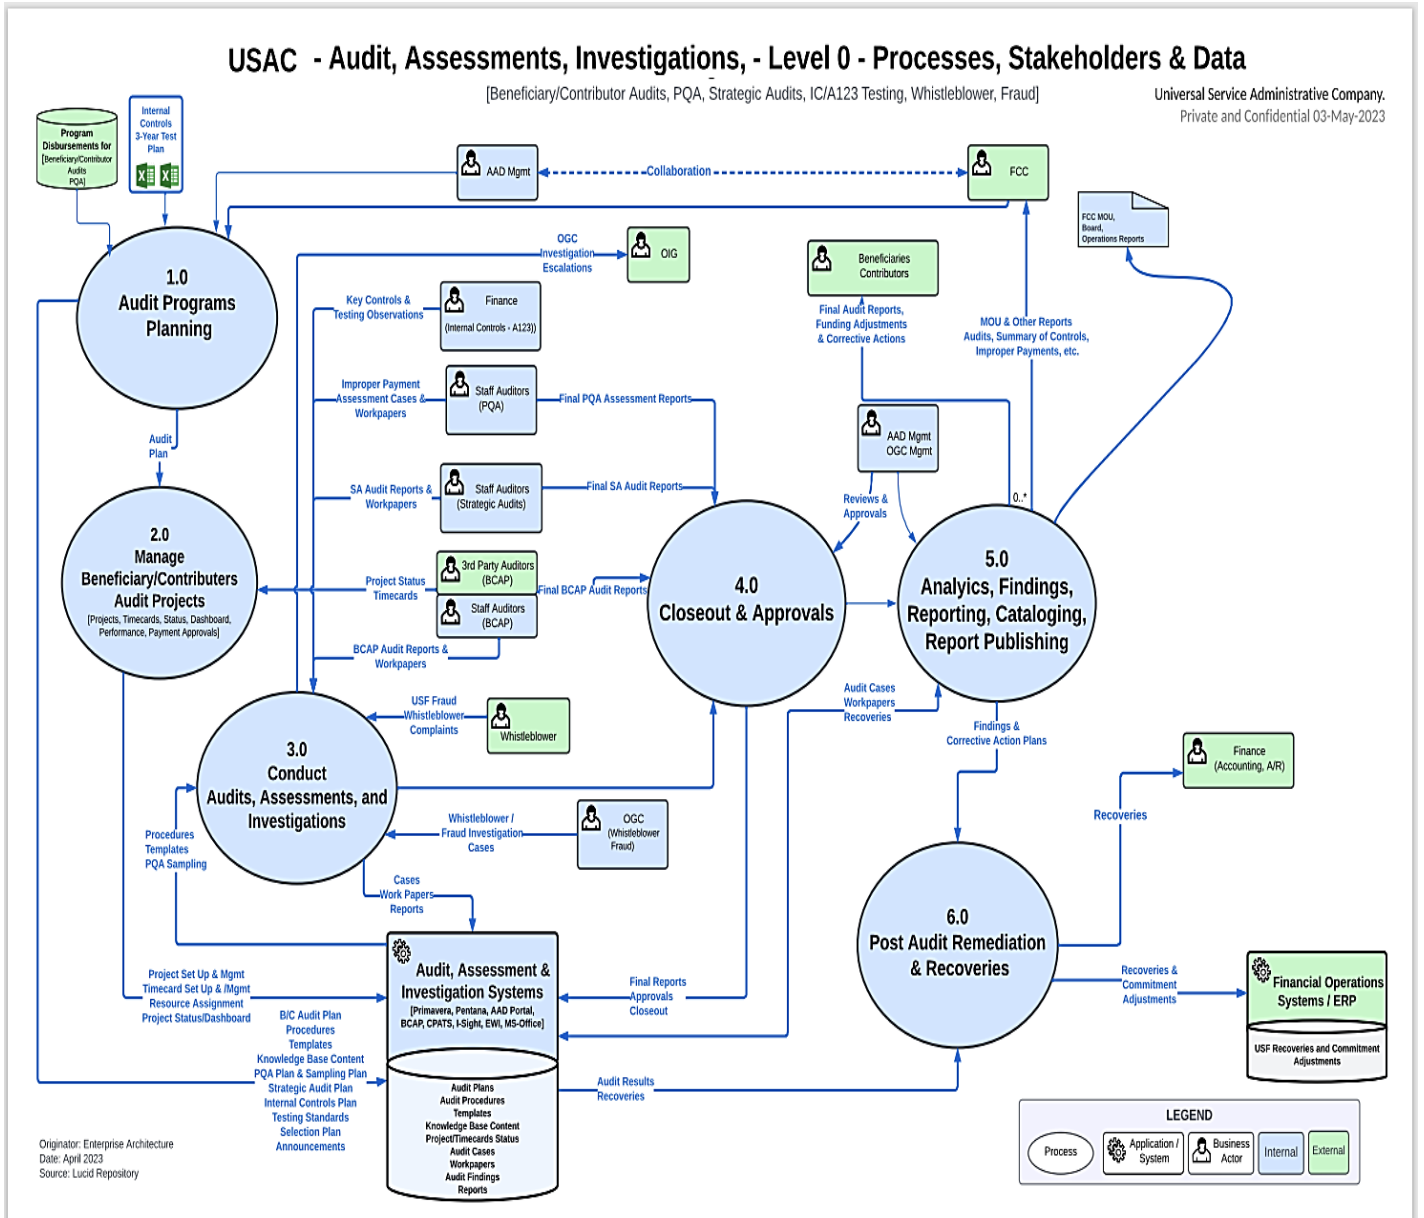 USAC - Audit, Assessments, Investigations, - Level 0 - Processes, Stakeholders & Data
[Beneficiary/Contributor Audits, PQA, Strategic Audits, IC/A123 Testing, Whistleblower, Fraud]
Universal Service Administrative Company.
Private and Confidential 03-May-2023
Program
Disbursements for
[Beneficiary/Contributor
Audits
PQA]
Internal
Controls
3-Year Test
Plan
AAD Mgmt
Collaboration
FCC
FCC MOU,
Board,
Operations Reports
OGC
Investigation
Escalations
OIG
Beneficiaries
Contributors
1.0
Audit Programs
Planning
Key Controls &
Testing Observations
Finance
(Internal Controls - A123))
Final Audit Reports,
Funding Adjustments
& Corrective Actions
MOU & Other Reports
Audits, Summary of Controls,
Improper Payments, etc.
Improper Payment
Assessment Cases &
Workpapers
Staff Auditors
(PQA)
Final PQA Assessment Reports
AAD Mgmt
OGC Mgmt
Audit
Plan
SA Audit Reports &
Workpapers
Staff Auditors
(Strategic Audits)
Final SA Audit Reports
Reviews &
Approvals
0..*
2.0
Manage
Beneficiary/Contributers
Audit Projects
[Projects, Timecards, Status, Dashboard,
Performance, Payment Approvals]
Project Status
Timecards
3rd Party Auditors
(BCAP)
Staff Auditors
(BCAP)
Final BCAP Audit Reports
4.0
Closeout & Approvals
5.0
Analyics, Findings,
Reporting, Cataloging,
Report Publishing
BCAP Audit Reports &
Workpapers
USF Fraud
Whistleblower
Complaints
Whistleblower
Audit Cases
Workpapers
Recoveries
Findings &
Corrective Action Plans
3.0
Conduct
Audits, Assessments, and
Investigations
Finance
(Accounting, A/R)
Procedures
Templates
PQA Sampling
Whistleblower /
Fraud Investigation
Cases
OGC
(Whistleblower
Fraud)
Recoveries
Cases
Work Papers
Reports
6.0
Post Audit Remediation
& Recoveries
Audit, Assessment &
Investigation Systems
[Primavera, Pentana, AAD Portal,
BCAP, CPATS, I-Sight, EWI, MS-Office]
Project Set Up & Mgmt
Timecard Set Up & /Mgmt
Resource Assignment
Project Status/Dashboard
Final Reports
Approvals
Closeout
Recoveries &
Commitment
Adjustments
Financial Operations
Systems / ERP
USF Recoveries and Commitment
Adjustments
B/C Audit Plan
Procedures
Templates
Knowledge Base Content
PQA Plan & Sampling Plan
Strategic Audit Plan
Internal Controls Plan
Testing Standards
Selection Plan
Announcements
Audit Plans
Audit Procedures
Templates
Knowledge Base Content
Project/Timecards Status
Audit Cases
Workpapers
Audit Findings
Reports
Audit Results
Recoveries
Originator: Enterprise Architecture
Date: April 2023
Source: Lucid Repository
LEGEND
Process
Application /
System
Business
Actor
Internal
External